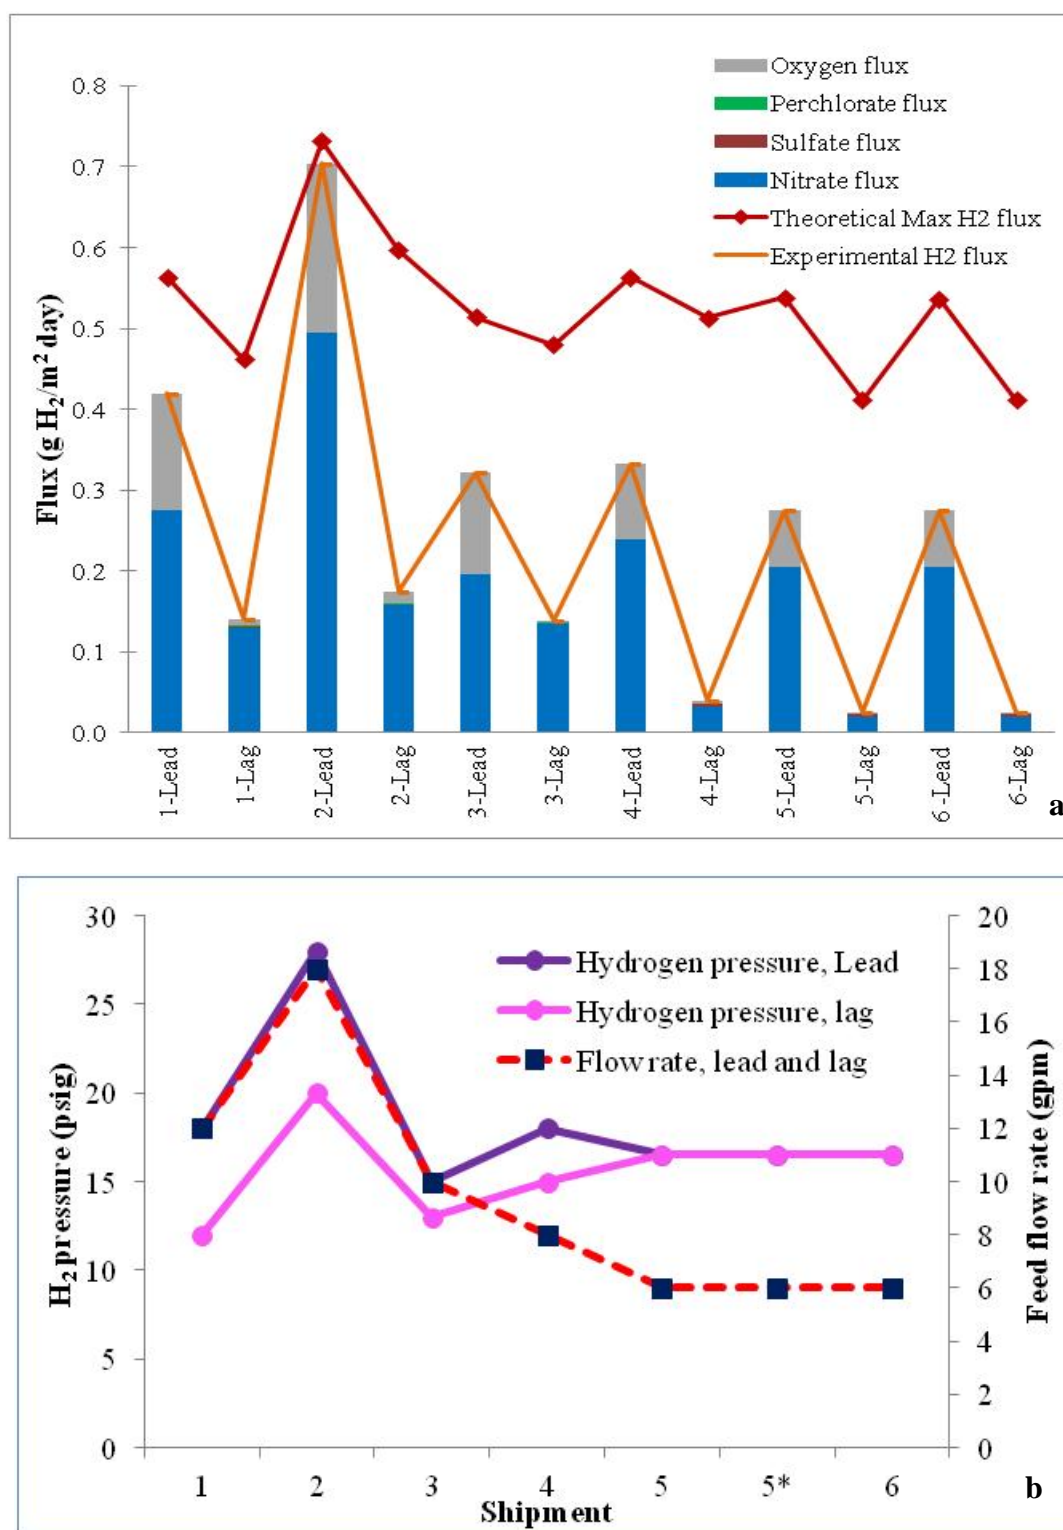 Oxygen flux
Perchlorate flux
Sulfate flux
Nitrate flux
Theoretical Max H2 flux
Experimental H2 flux
Flux (g H₂/m² day)
0.8
0.7
0.6
0.5
0.4
0.3
0.2
0.1
0.0
1-Lead
1-Lag
2-Lead
2-Lag
3-Lead
3-Lag
4-Lead
4-Lag
5-Lead
5-Lag
6 -Lead
6-Lag
a
Hydrogen pressure, Lead
Hydrogen pressure, lag
Flow rate, lead and lag
H₂ pressure (psig)
30
25
20
15
10
5
0
20
18
16
14
12
10
8
6
4
2
0
Feed flow rate (gpm)
1 2 3 4 5 5* 6
Shipment
b